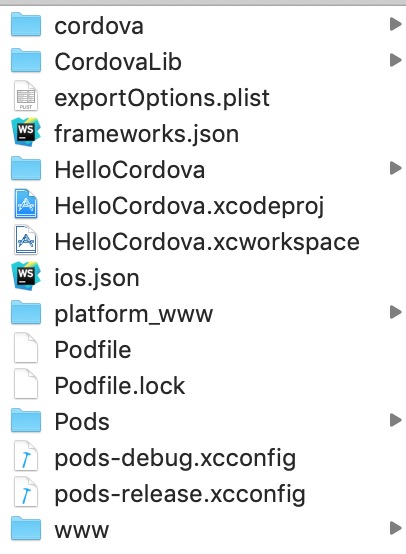 cordova
CordovaLib
exportOptions.plist
frameworks.json
HelloCordova
HelloCordova.xcodeproj
HelloCordova.xcworkspace
ios.json
platform_www
Podfile
Podfile.lock
Pods
pods-debug.xcconfig
pods-release.xcconfig
www